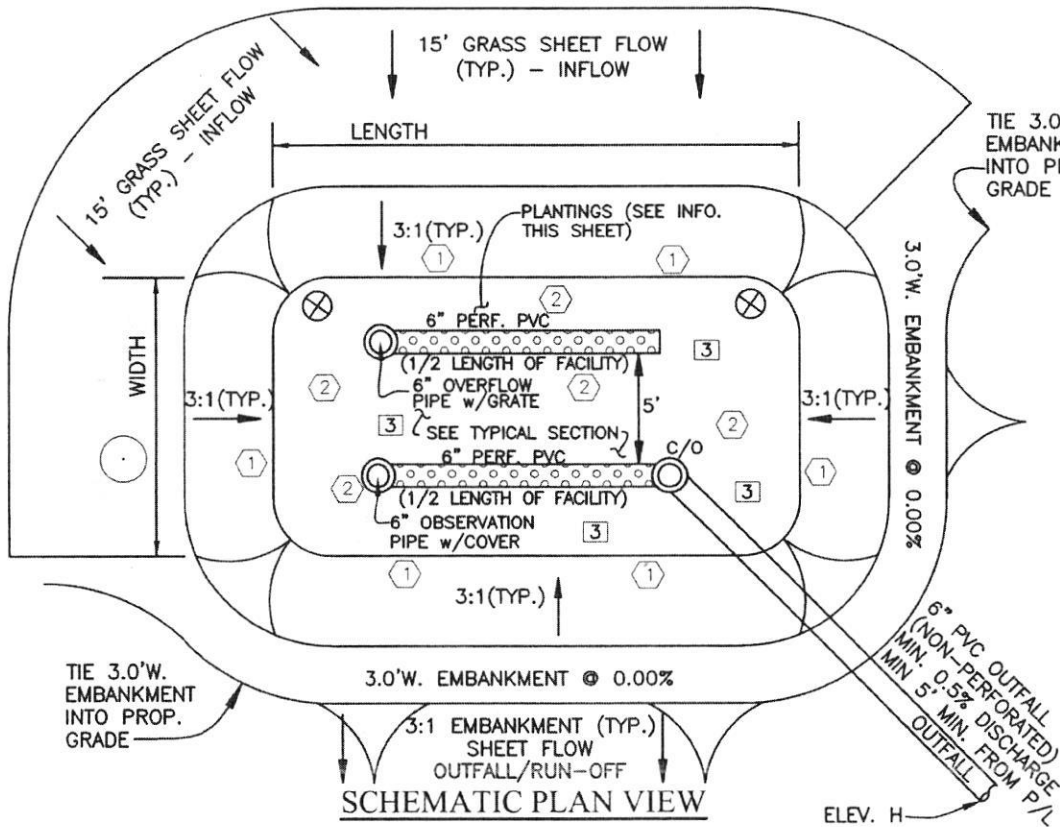 15' GRASS SHEET FLOW
(TYP.) - INFLOW
15' GRASS SHEET FLOW
(TYP.) - INFLOW
LENGTH
TIE 3.0
EMBANK
INTO P
GRADE
PLANTINGS (SEE INFO.
THIS SHEET)
3:1(TYP.)
1
1
2
6" PERF. PVC
3
(1/2 LENGTH OF FACILITY)
WIDTH
3:1(TYP.)
2
6" OVERFLOW
PIPE w/GRATE
2
5'
2
3:1(TYP.)
3
SEE TYPICAL SECTION
C/O
1
6" PERF. PVC
1
2
(1/2 LENGTH OF FACILITY)
3
6" OBSERVATION
PIPE w/COVER
3
1
1
3:1(TYP.)
3.0'W. EMBANKMENT @ 0.00%
6" PVC OUTFALL
(NON-PERFORATED)
MIN. 0.5% DISCHARGE
MIN 5' MIN. FROM P/L
OUTFALL
TIE 3.0'W.
EMBANKMENT
INTO PROP.
GRADE
3.0'W. EMBANKMENT @ 0.00%
3:1 EMBANKMENT (TYP.)
SHEET FLOW
OUTFALL/RUN-OFF
SCHEMATIC PLAN VIEW
ELEV. H